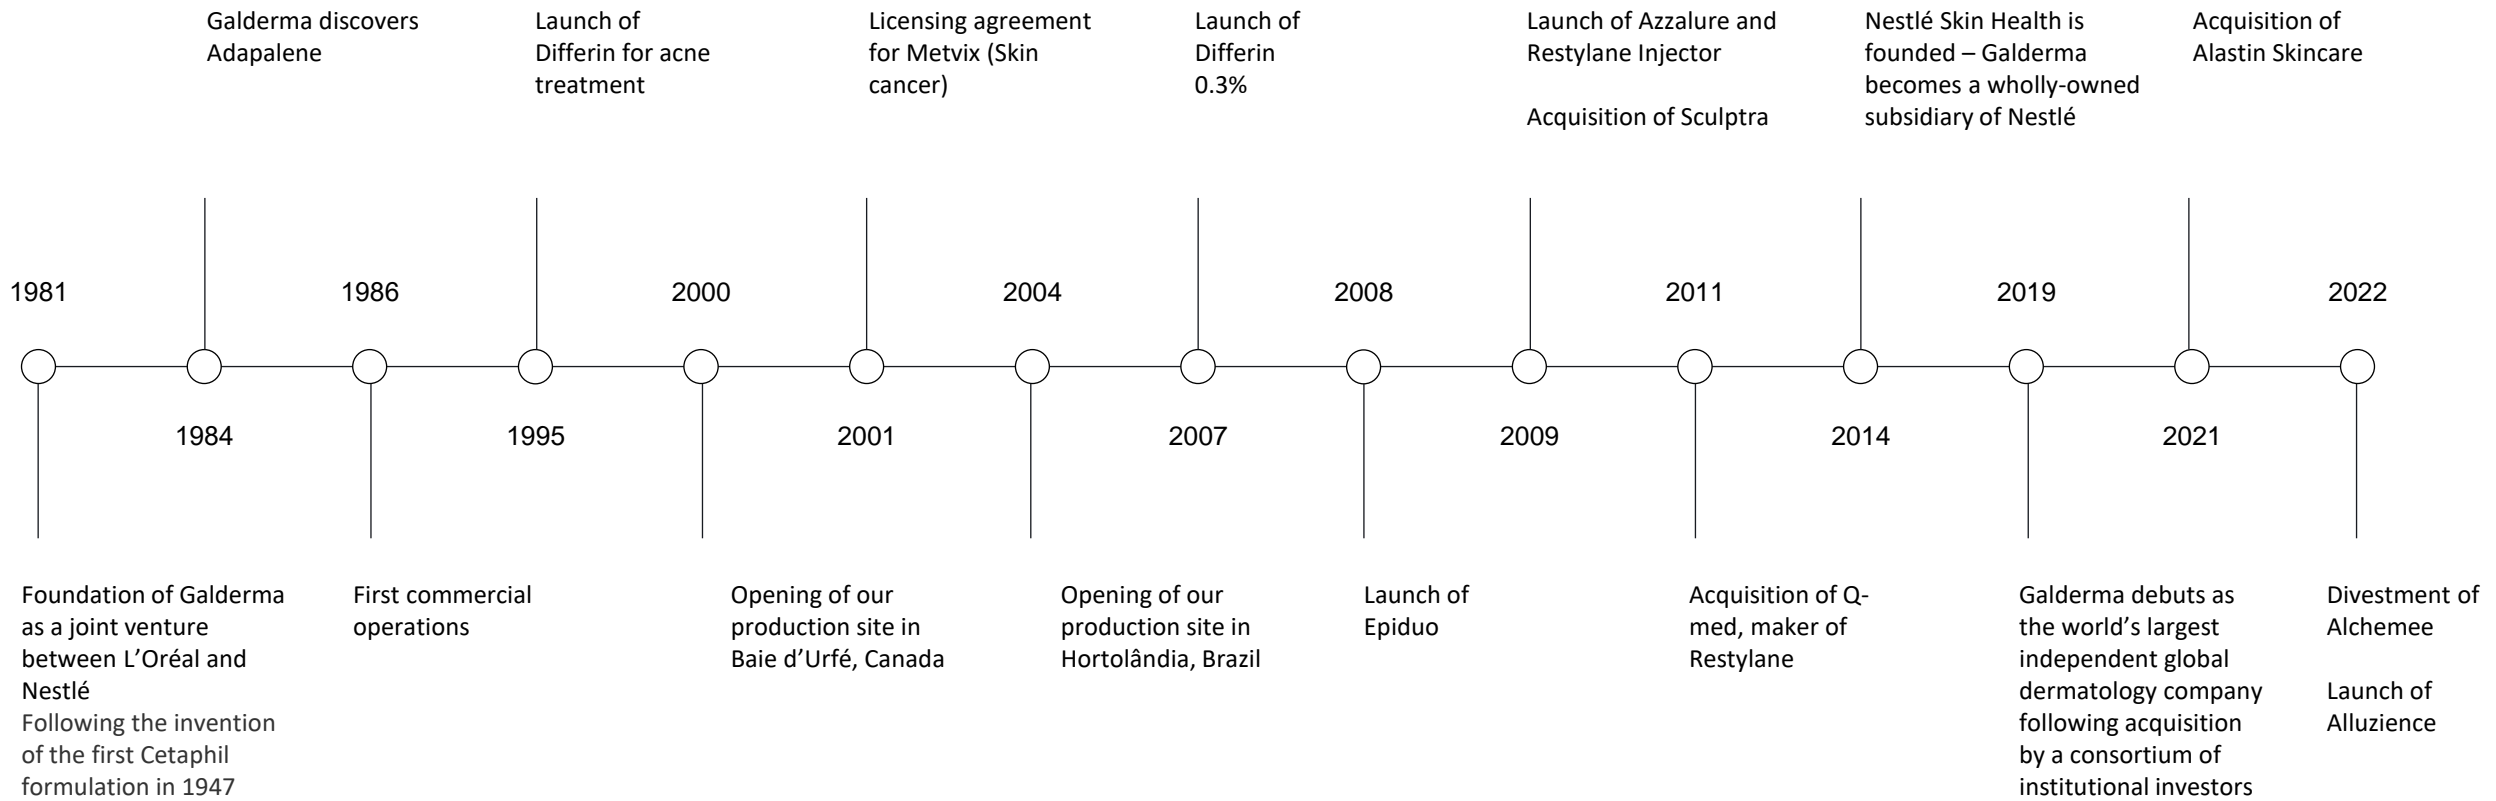 Galderma discovers
Adapalene
Launch of
Differin for acne
treatment
Licensing agreement
for Metvix (Skin
cancer)
Launch of
Differin
0.3%
Launch of Azzalure and
Restylane Injector
Acquisition of Sculptra
Nestlé Skin Health is
founded – Galderma
becomes a wholly-owned
subsidiary of Nestlé
Acquisition of
Alastin Skincare
1981
1986
2000
2004
2008
2011
2019
2022
1984
1995
2001
2007
2009
2014
2021
Foundation of Galderma
as a joint venture
between L’Oréal and
Nestlé
Following the invention
of the first Cetaphil
formulation in 1947
First commercial
operations
Opening of our
production site in
Baie d’Urfé, Canada
Opening of our
production site in
Hortolândia, Brazil
Launch of
Epiduo
Acquisition of Q-
med, maker of
Restylane
Galderma debuts as
the world’s largest
independent global
dermatology company
following acquisition
by a consortium of
institutional investors
Divestment of
Alchemee
Launch of
Alluzience